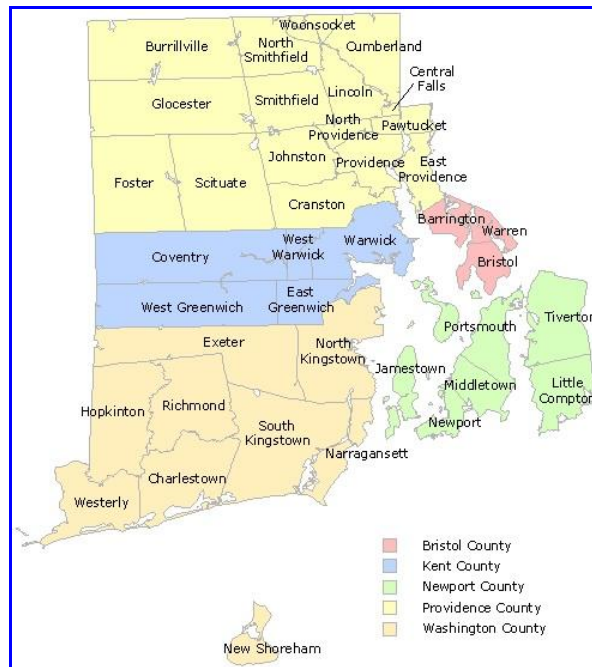 Woonsocket
Burrillville
North
Smithfield
Cumberland
Central
Falls
Glocester
Smithfield
Lincoln
North
Providence
Pawtucket
Johnston
Providence
East
Providence
Foster
Scituate
Cranston
Barrington
Warren
Bristol
Coventry
West
Warwick
Warwick
West Greenwich
East
Greenwich
Exeter
North
Kingstown
Portsmouth
Tiverton
Jamestown
Middletown
Little
Compton
Newport
Hopkinton
Richmond
South
Kingstown
Narragansett
Charlestown
Westerly
New Shoreham
Bristol County
Kent County
Newport County
Providence County
Washington County